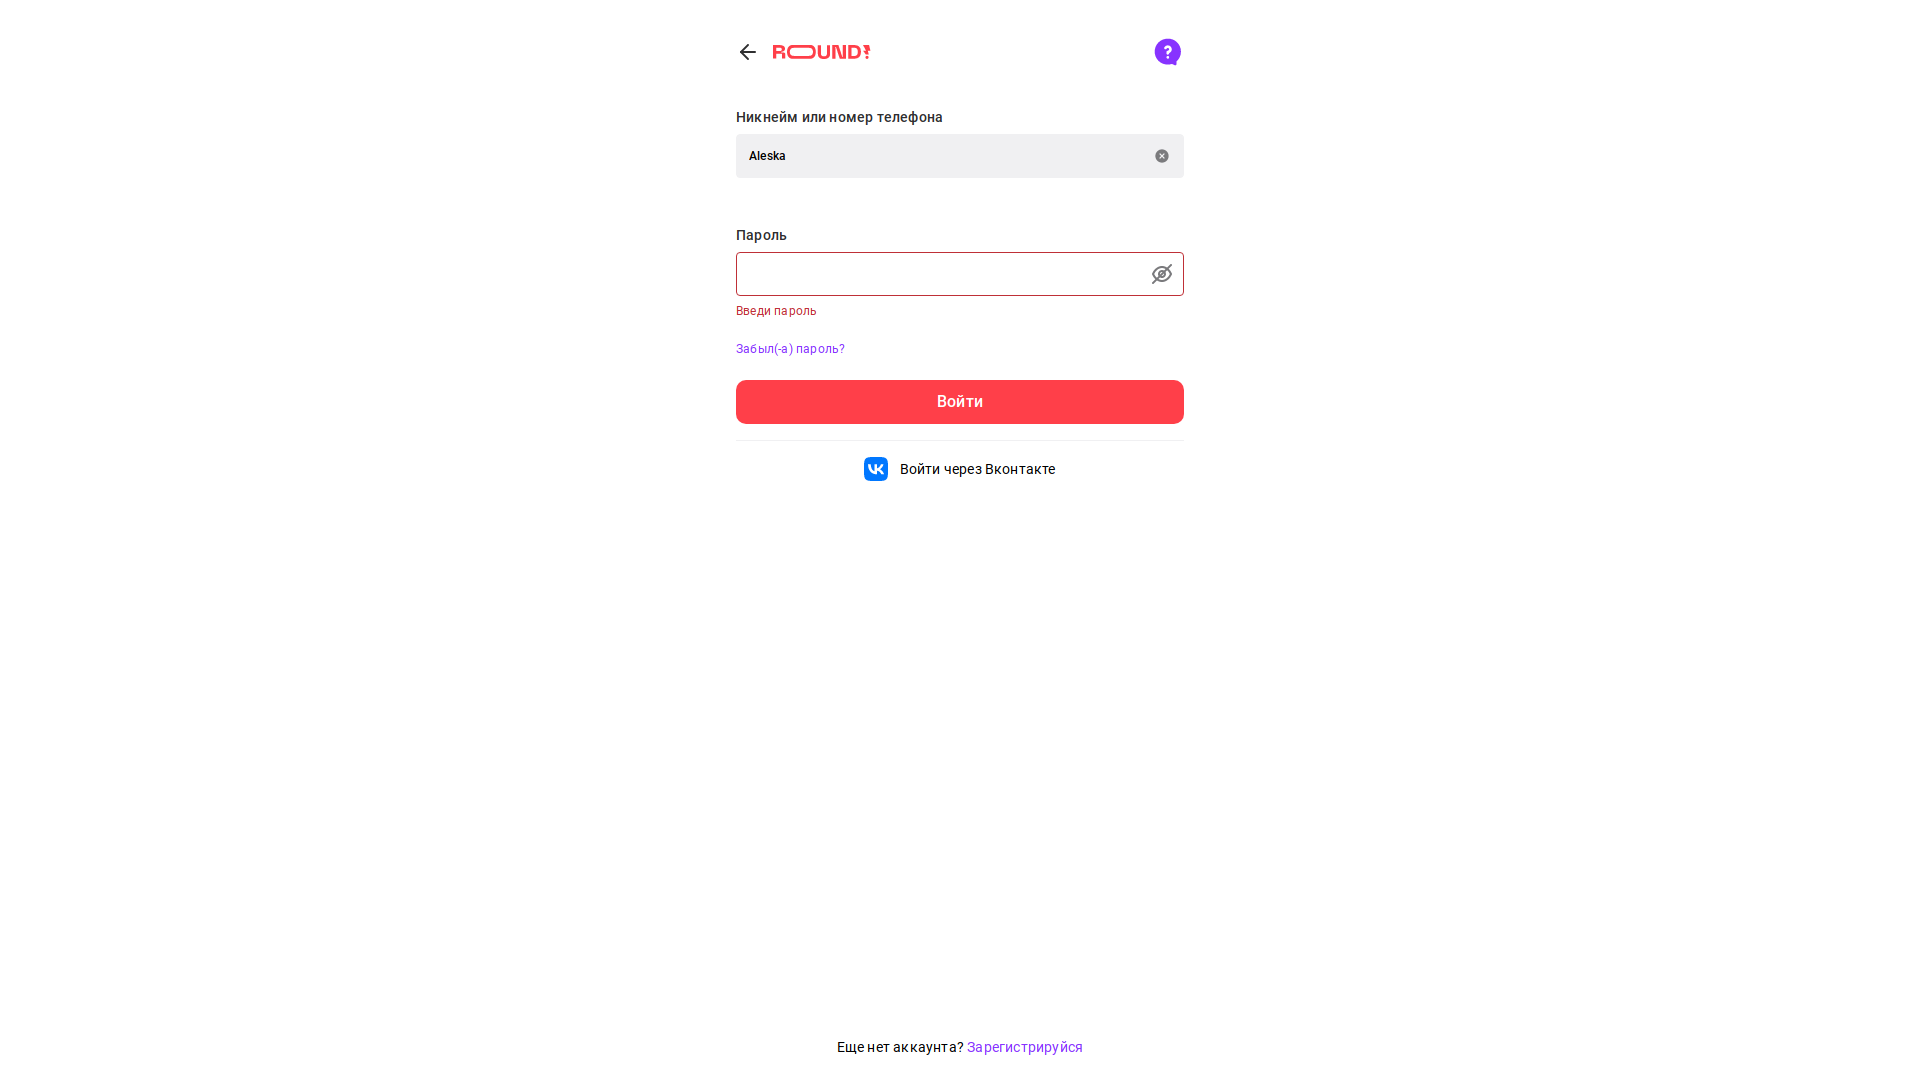 ROUND!
Никнейм или номер телефона
Aleska
Пароль
Введи пароль
Забыл(-а) пароль?
Войти
Войти через Вконтакте
Еще нет аккаунта? Зарегистрируйся